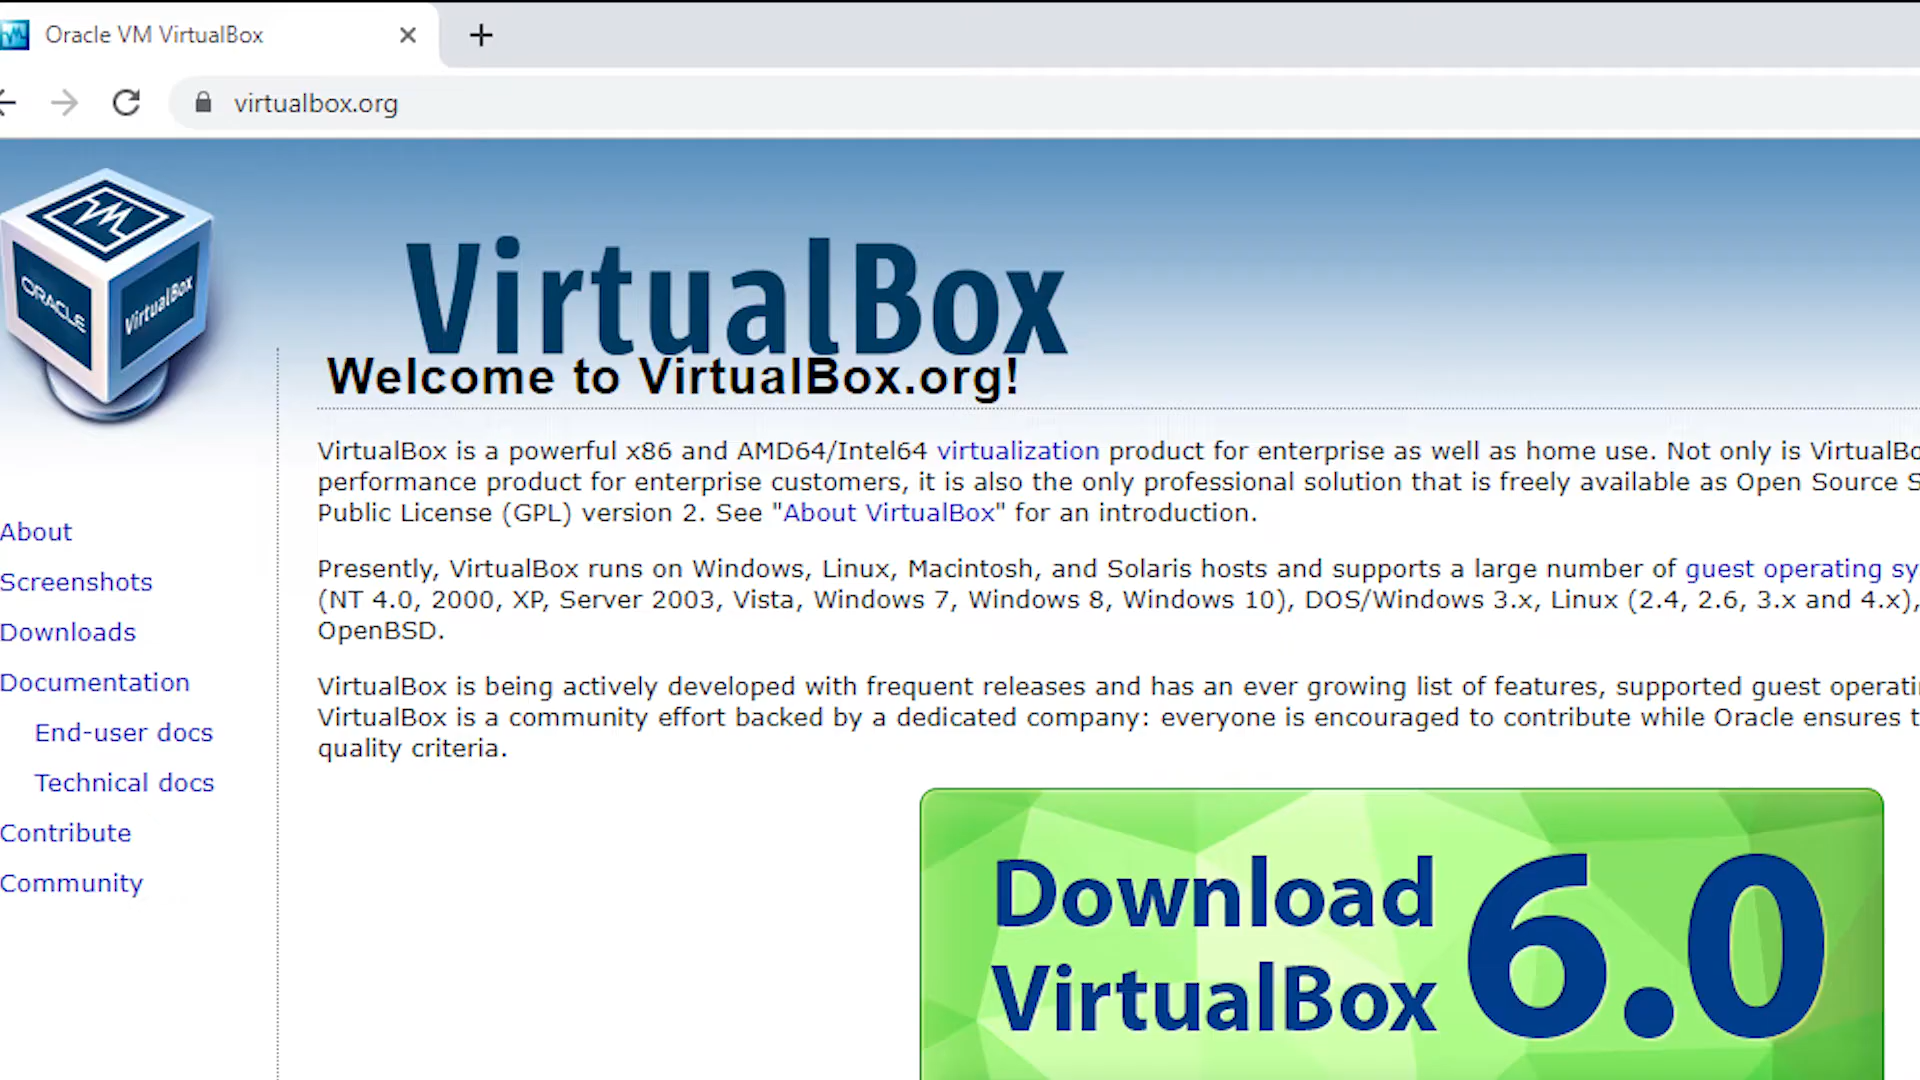 Oracle VM VirtualBox
virtualbox.org
ORACLE
VirtualBox
VirtualBox
Welcome to VirtualBox.org!
VirtualBox is a powerful x86 and AMD64/Intel64 virtualization product for enterprise as well as home use. Not only is VirtualBo
performance product for enterprise customers, it is also the only professional solution that is freely available as Open Source S
Public License (GPL) version 2. See "About VirtualBox" for an introduction.
Presently, VirtualBox runs on Windows, Linux, Macintosh, and Solaris hosts and supports a large number of guest operating sy
(NT 4.0, 2000, XP, Server 2003, Vista, Windows 7, Windows 8, Windows 10), DOS/Windows 3.x, Linux (2.4, 2.6, 3.x and 4.x),
OpenBSD.
VirtualBox is being actively developed with frequent releases and has an ever growing list of features, supported guest operati
VirtualBox is a community effort backed by a dedicated company: everyone is encouraged to contribute while Oracle ensures t
quality criteria.
About
Screenshots
Downloads
Documentation
End-user docs
Technical docs
Contribute
Community
Download
VirtualBox 6.0